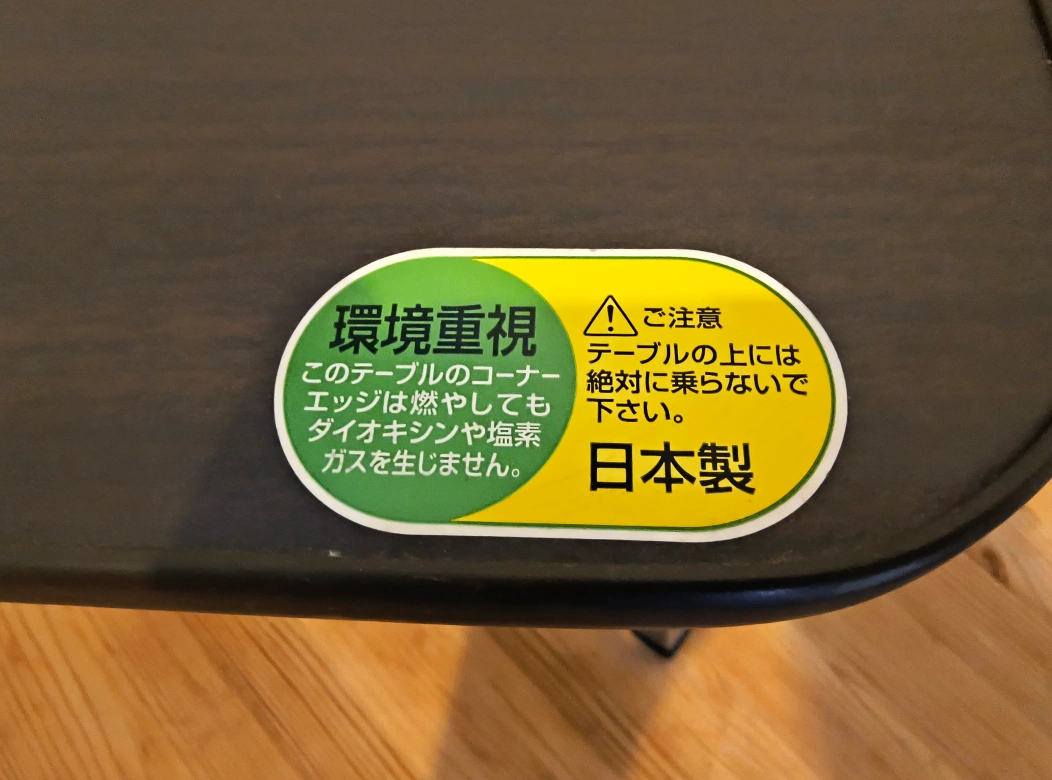 環境重視
このテーブルのコーナー
エッジは燃やしても
ダイオキシンや塩素
ガスを生じません。
ご注意
テーブルの上には
絶対に乗らないで
下さい。
日本製